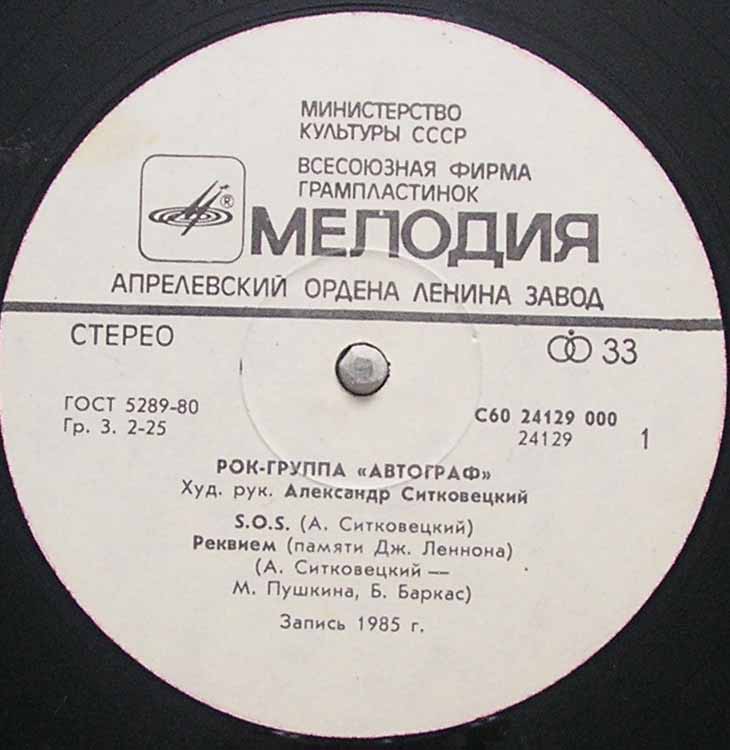 МИНИСТЕРСТВО
КУЛЬТУРЫ СССР
ВСЕСОЮЗНАЯ ФИРМА
ГРАМПЛАСТИНОК
®
МЕЛОДИЯ
АПРЕЛЕВСКИЙ ОРДЕНА ЛЕНИНА ЗАВОД
СТЕРЕО
33
ГОСТ 5289-80
Гр. 3. 2-25
С60 24129 000
24129
1
РОК-ГРУППА «АВТОГРАФ»
Худ. рук. Александр Ситковецкий
S.O.S. (А. Ситковецкий)
Реквием (памяти Дж. Леннона)
(А. Ситковецкий —
М. Пушкина, Б. Баркас)
Запись 1985 г.